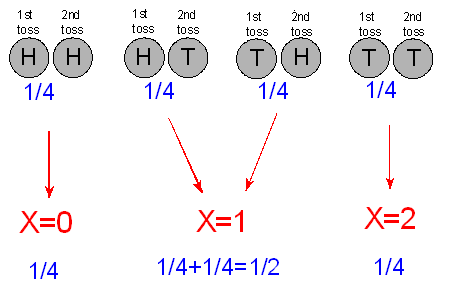 1st toss 2nd toss 1st toss 2nd toss 1st toss 2nd toss 1st toss 2nd toss
H H H T T H T T
1/4 1/4 1/4 1/4
X=0 X=1 X=2
1/4 1/4+1/4=1/2 1/4